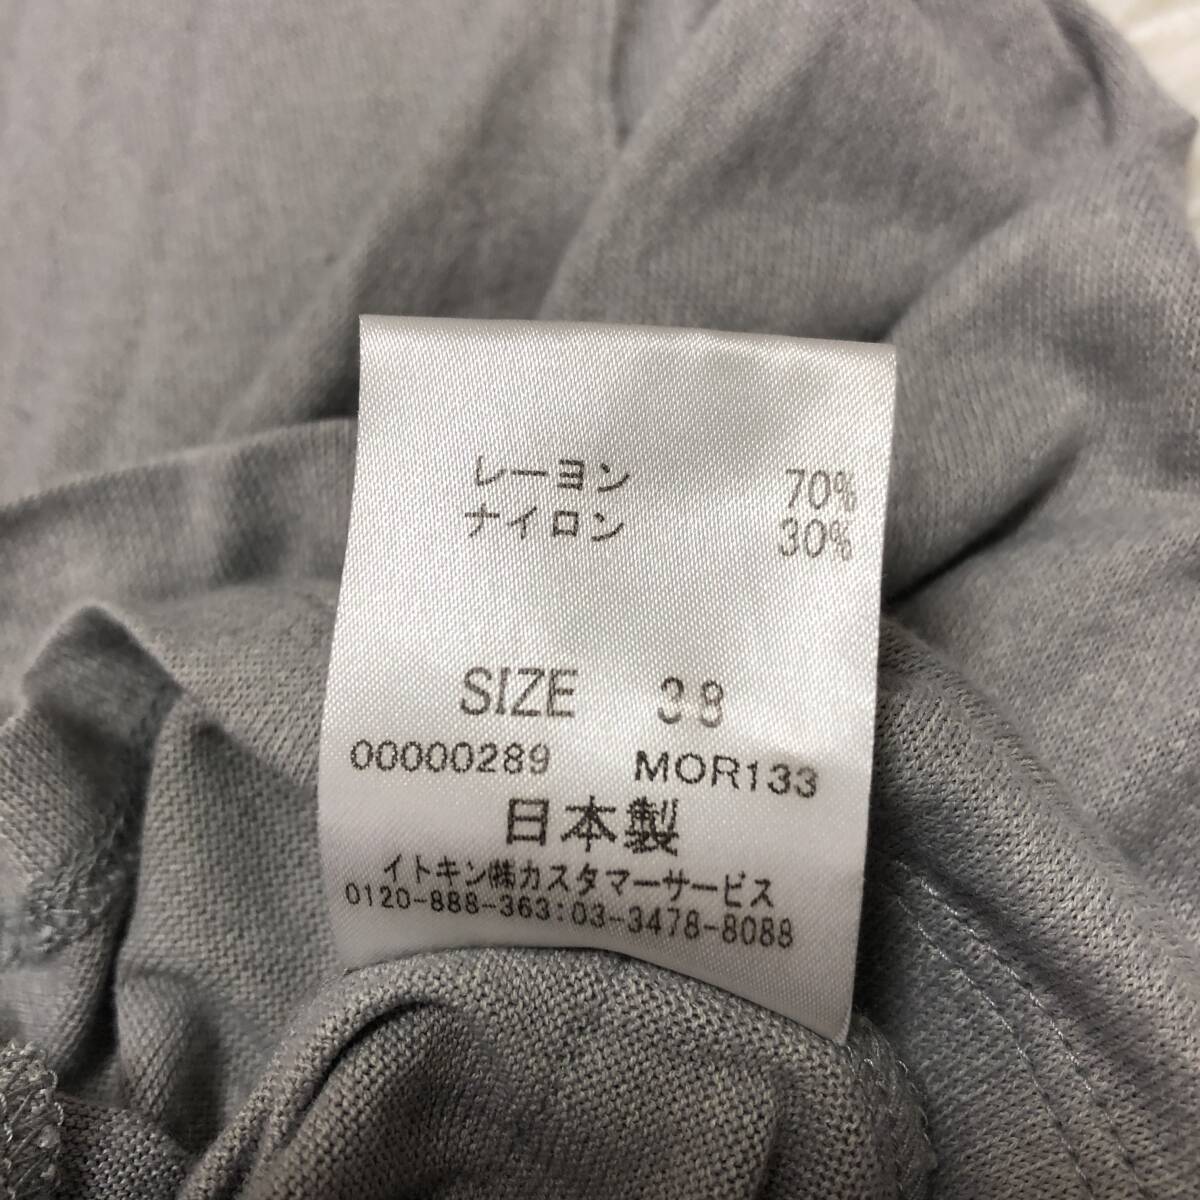 レーヨン 70%
ナイロン 30%
SIZE 38
00000289 MOR133
日本製
イトキン㈱カスタマーサービス
0120-888-363:03-3478-8088